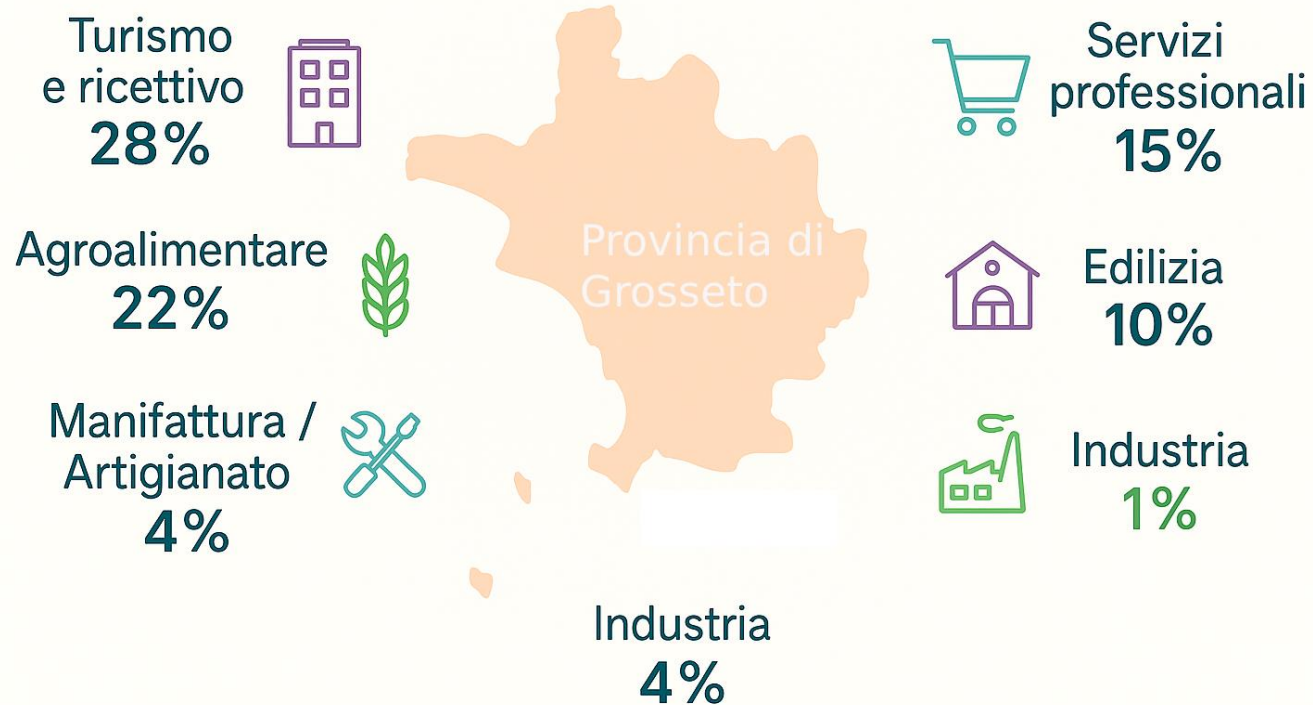 Turismo
e ricettivo
28%
Agroalimentare
22%
Manifattura /
Artigianato
4%
Provincia di
Grosseto
Servizi
professionali
15%
Edilizia
10%
Industria
1%
Industria
4%